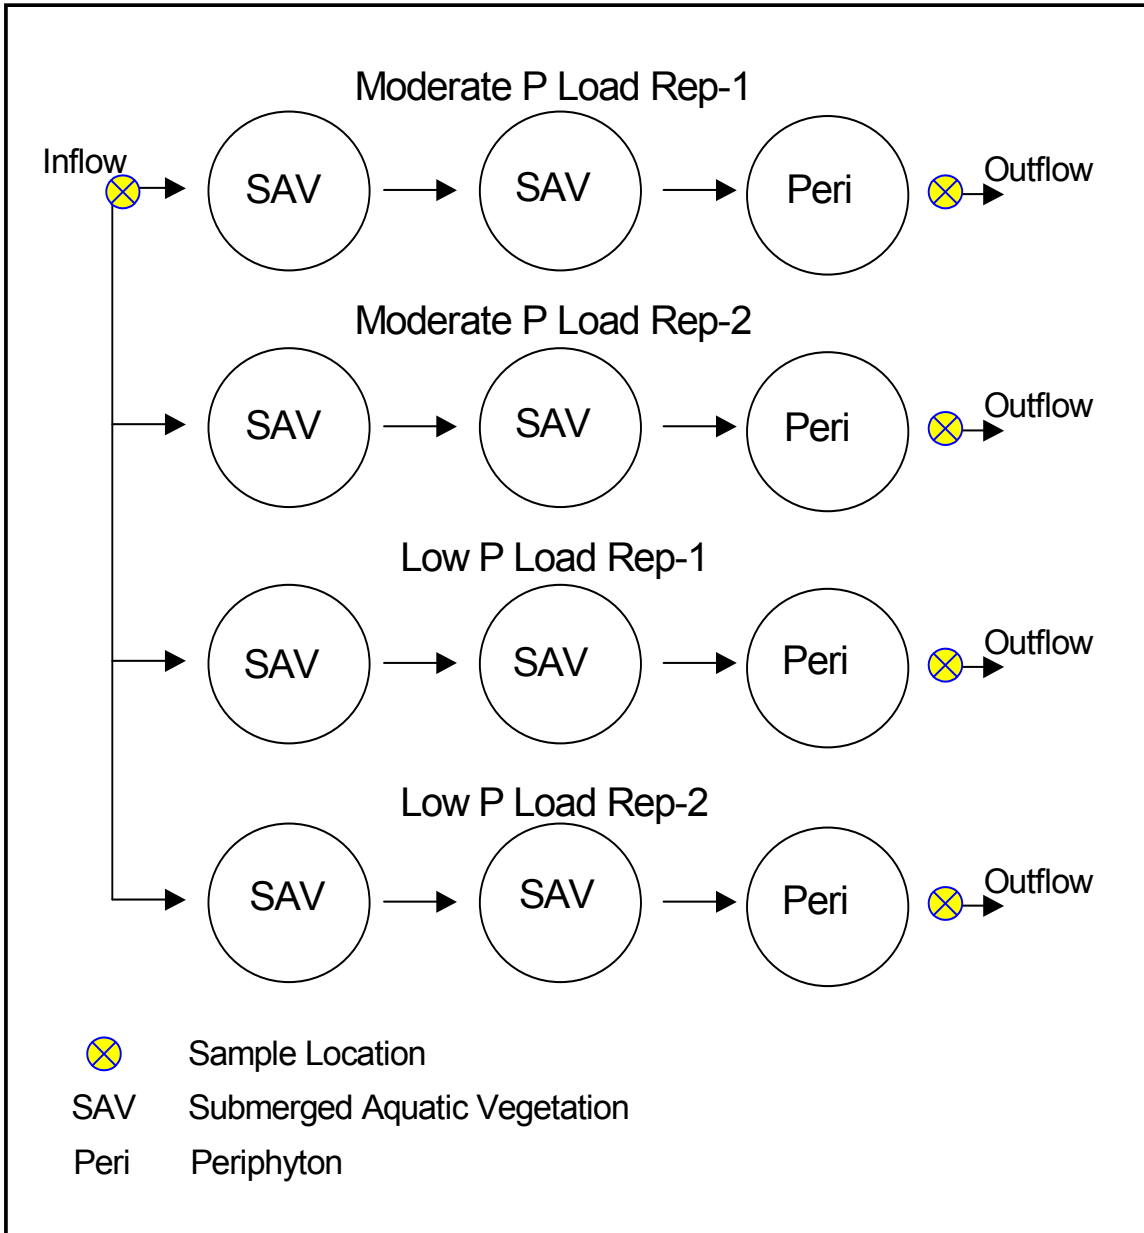 Moderate P Load Rep-1
Inflow
SAV
SAV
Peri
Outflow
Moderate P Load Rep-2
SAV
SAV
Peri
Outflow
Low P Load Rep-1
SAV
SAV
Peri
Outflow
Low P Load Rep-2
SAV
SAV
Peri
Outflow
Sample Location
SAV Submerged Aquatic Vegetation
Peri Periphyton